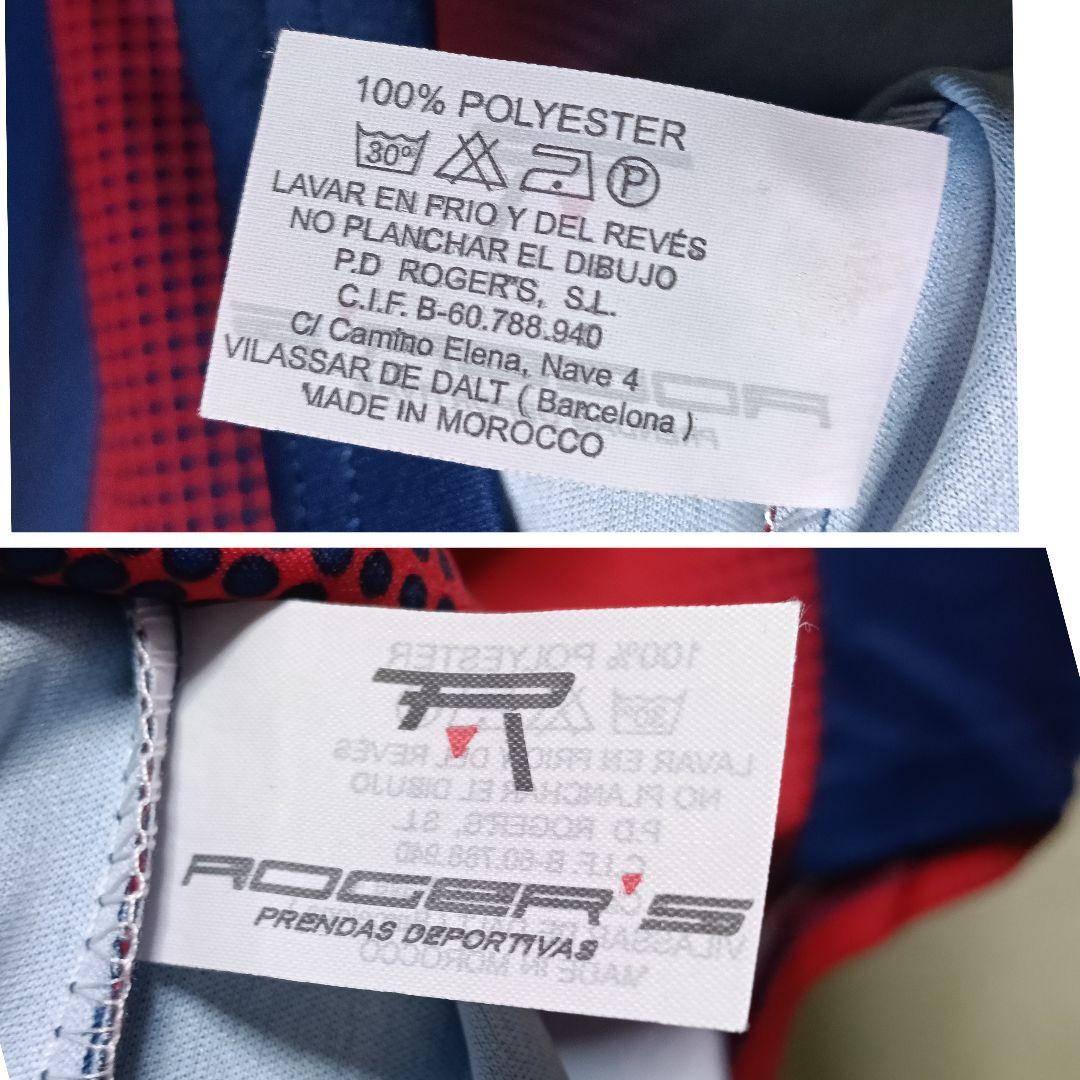 100% POLYESTER
30º P
LAVAR EN FRIO Y DEL REVÉS
NO PLANCHAR EL DIBUJO
P.D ROGER'S, S.L.
C.I.F. B-60.788.940
C/ Camino Elena, Nave 4
VILASSAR DE DALT ( Barcelona )
MADE IN MOROCCO
R
ROGER'S
PRENDAS DEPORTIVAS